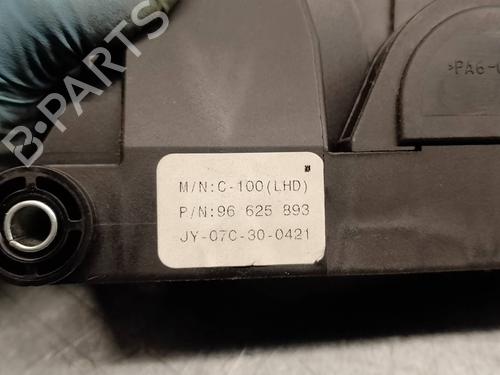 B-PARTS
>PA6-
M/N:C-100(LHD)
P/N:96 625 893
JY-07C-30-0421